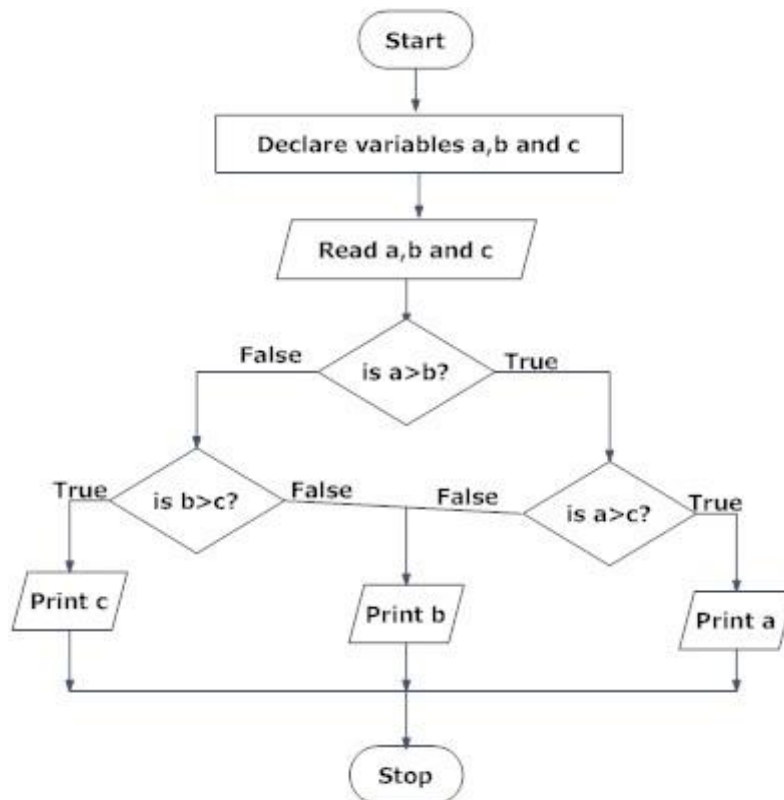 Start
Declare variables a,b and c
Read a,b and c
False
True
is a>b?
True
is b>c?
False
False
is a>c?
True
Print c
Print b
Print a
Stop